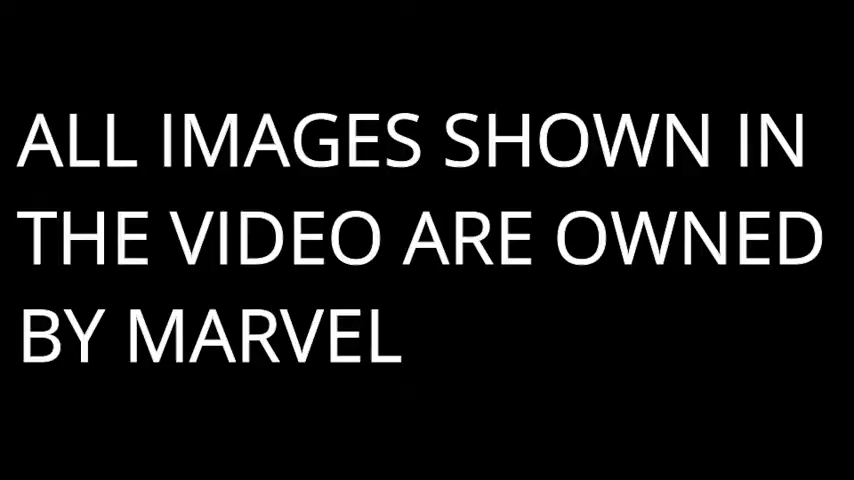 ALL IMAGES SHOWN IN
THE VIDEO ARE OWNED
BY MARVEL